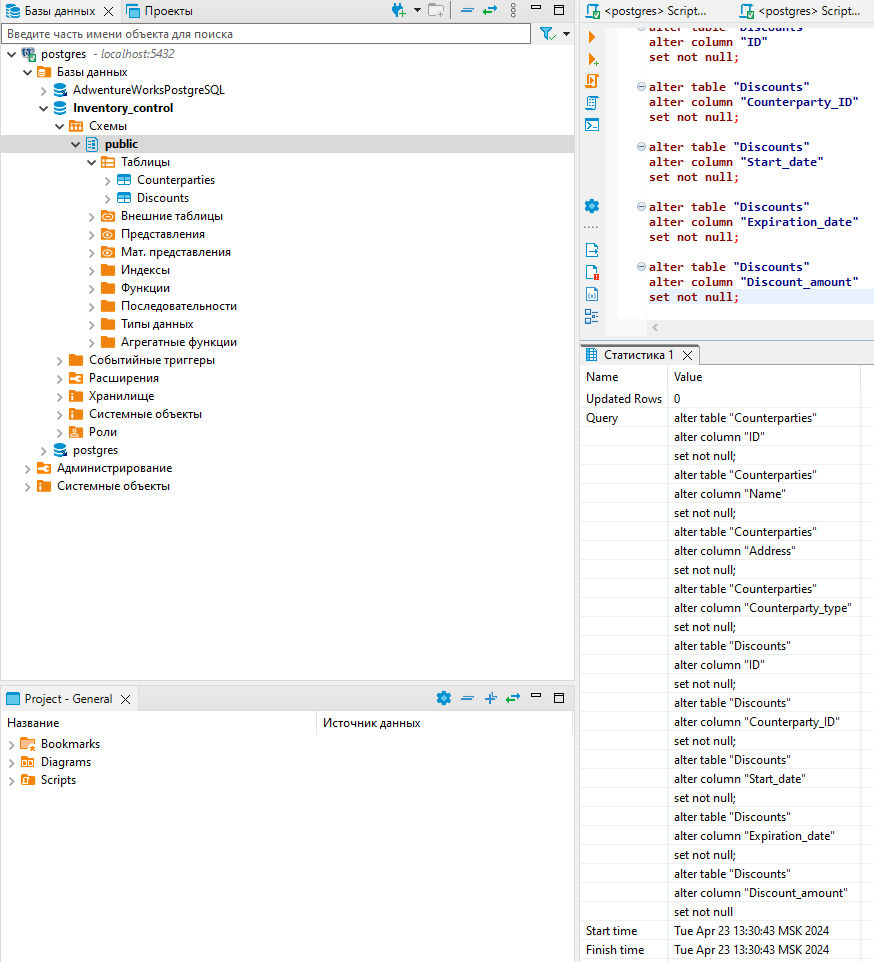 Базы данных
Проекты
Введите часть имени объекта для поиска
postgres - localhost:5432
Базы данных
AdwentureWorksPostgreSQL
Inventory_control
Схемы
public
Таблицы
Counterparties
Discounts
Внешние таблицы
Представления
Мат. представления
Индексы
Функции
Последовательности
Типы данных
Агрегатные функции
Событийные триггеры
Расширения
Хранилище
Системные объекты
Роли
postgres
Администрирование
Системные объекты
Project - General
Название Источник данных
Bookmarks
Diagrams
Scripts
<postgres> Script...
<postgres> Script...
alter table "Discounts"
alter column "ID"
set not null;
alter table "Discounts"
alter column "Counterparty_ID"
set not null;
alter table "Discounts"
alter column "Start_date"
set not null;
alter table "Discounts"
alter column "Expiration_date"
set not null;
alter table "Discounts"
alter column "Discount_amount"
set not null;
Статистика 1
Name Value
Updated Rows 0
Query alter table "Counterparties"
alter column "ID"
set not null;
alter table "Counterparties"
alter column "Name"
set not null;
alter table "Counterparties"
alter column "Address"
set not null;
alter table "Counterparties"
alter column "Counterparty_type"
set not null;
alter table "Discounts"
alter column "ID"
set not null;
alter table "Discounts"
alter column "Counterparty_ID"
set not null;
alter table "Discounts"
alter column "Start_date"
set not null;
alter table "Discounts"
alter column "Expiration_date"
set not null;
alter table "Discounts"
alter column "Discount_amount"
set not null
Start time Tue Apr 23 13:30:43 MSK 2024
Finish time Tue Apr 23 13:30:43 MSK 2024